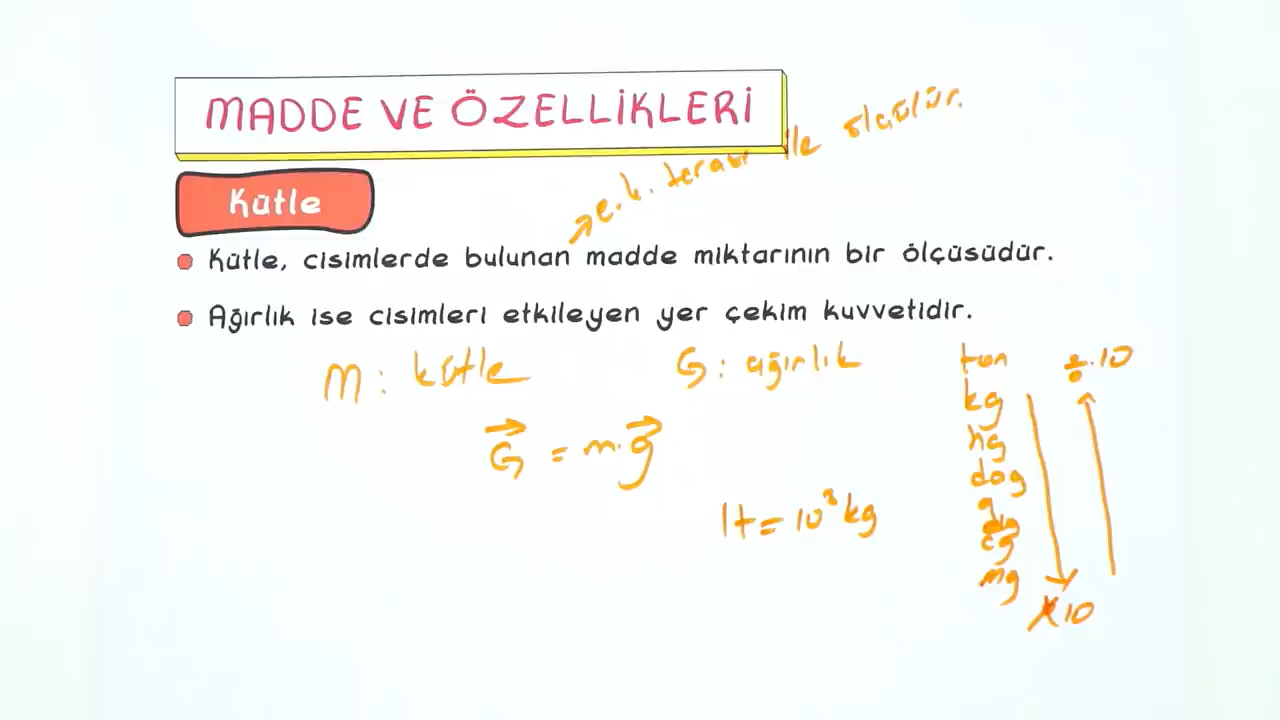 MADDE VE ÖZELLİKLERİ
e.k. terazi ile ölçülür.
Kütle
Kütle, cisimlerde bulunan madde miktarının bir ölçüsüdür.
Ağırlık ise cisimleri etkileyen yer çekim kuvvetidir.
m : kütle
G : ağırlık
G = m.g
1t = 10³ kg
ton
kg
hg
dag
g
dg
cg
mg
÷ 10
x10